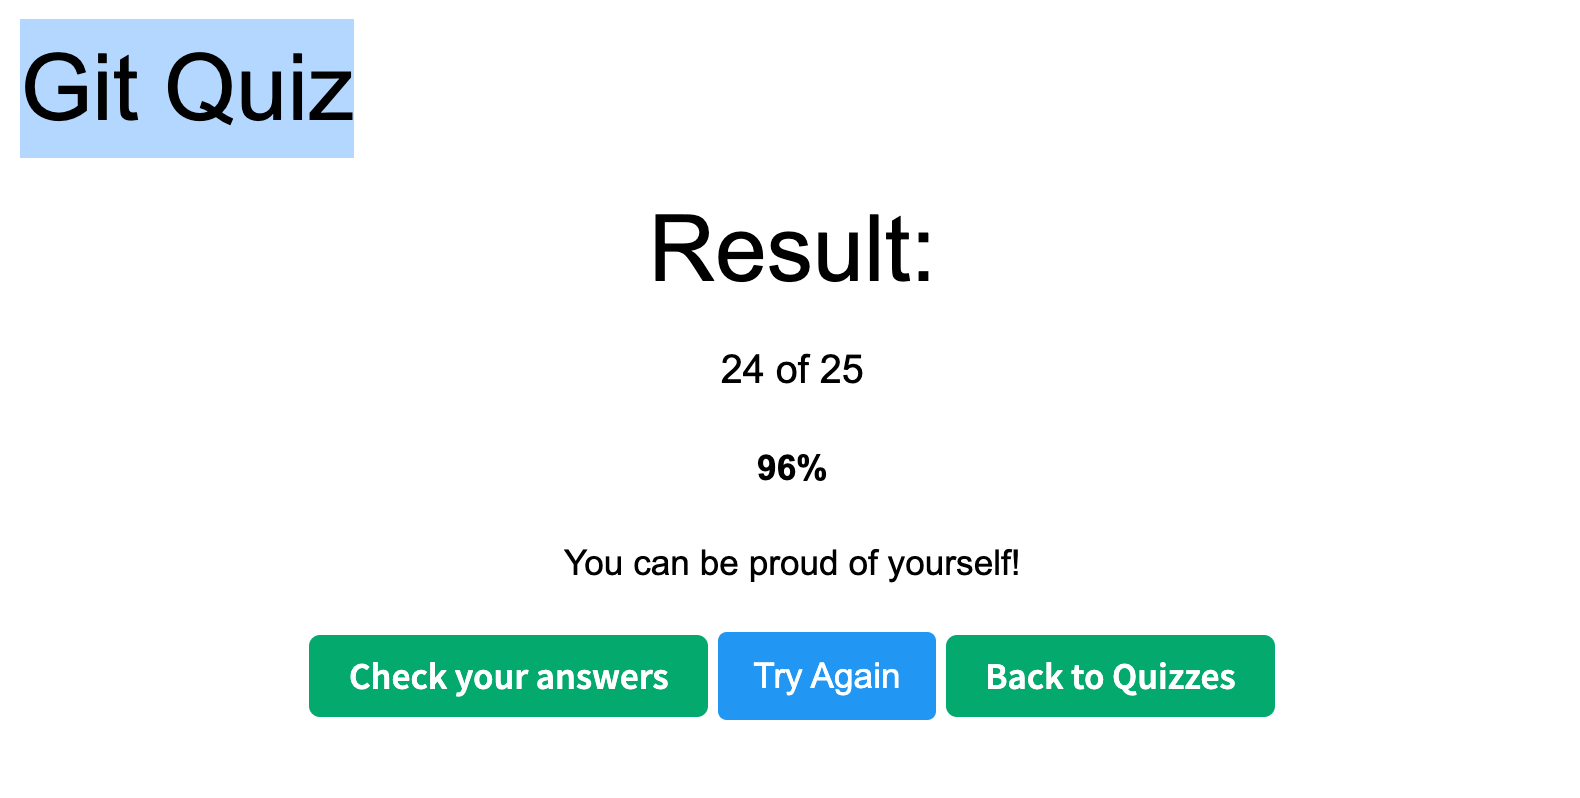 Git Quiz
Result:
24 of 25
96%
You can be proud of yourself!
Check your answers Try Again Back to Quizzes